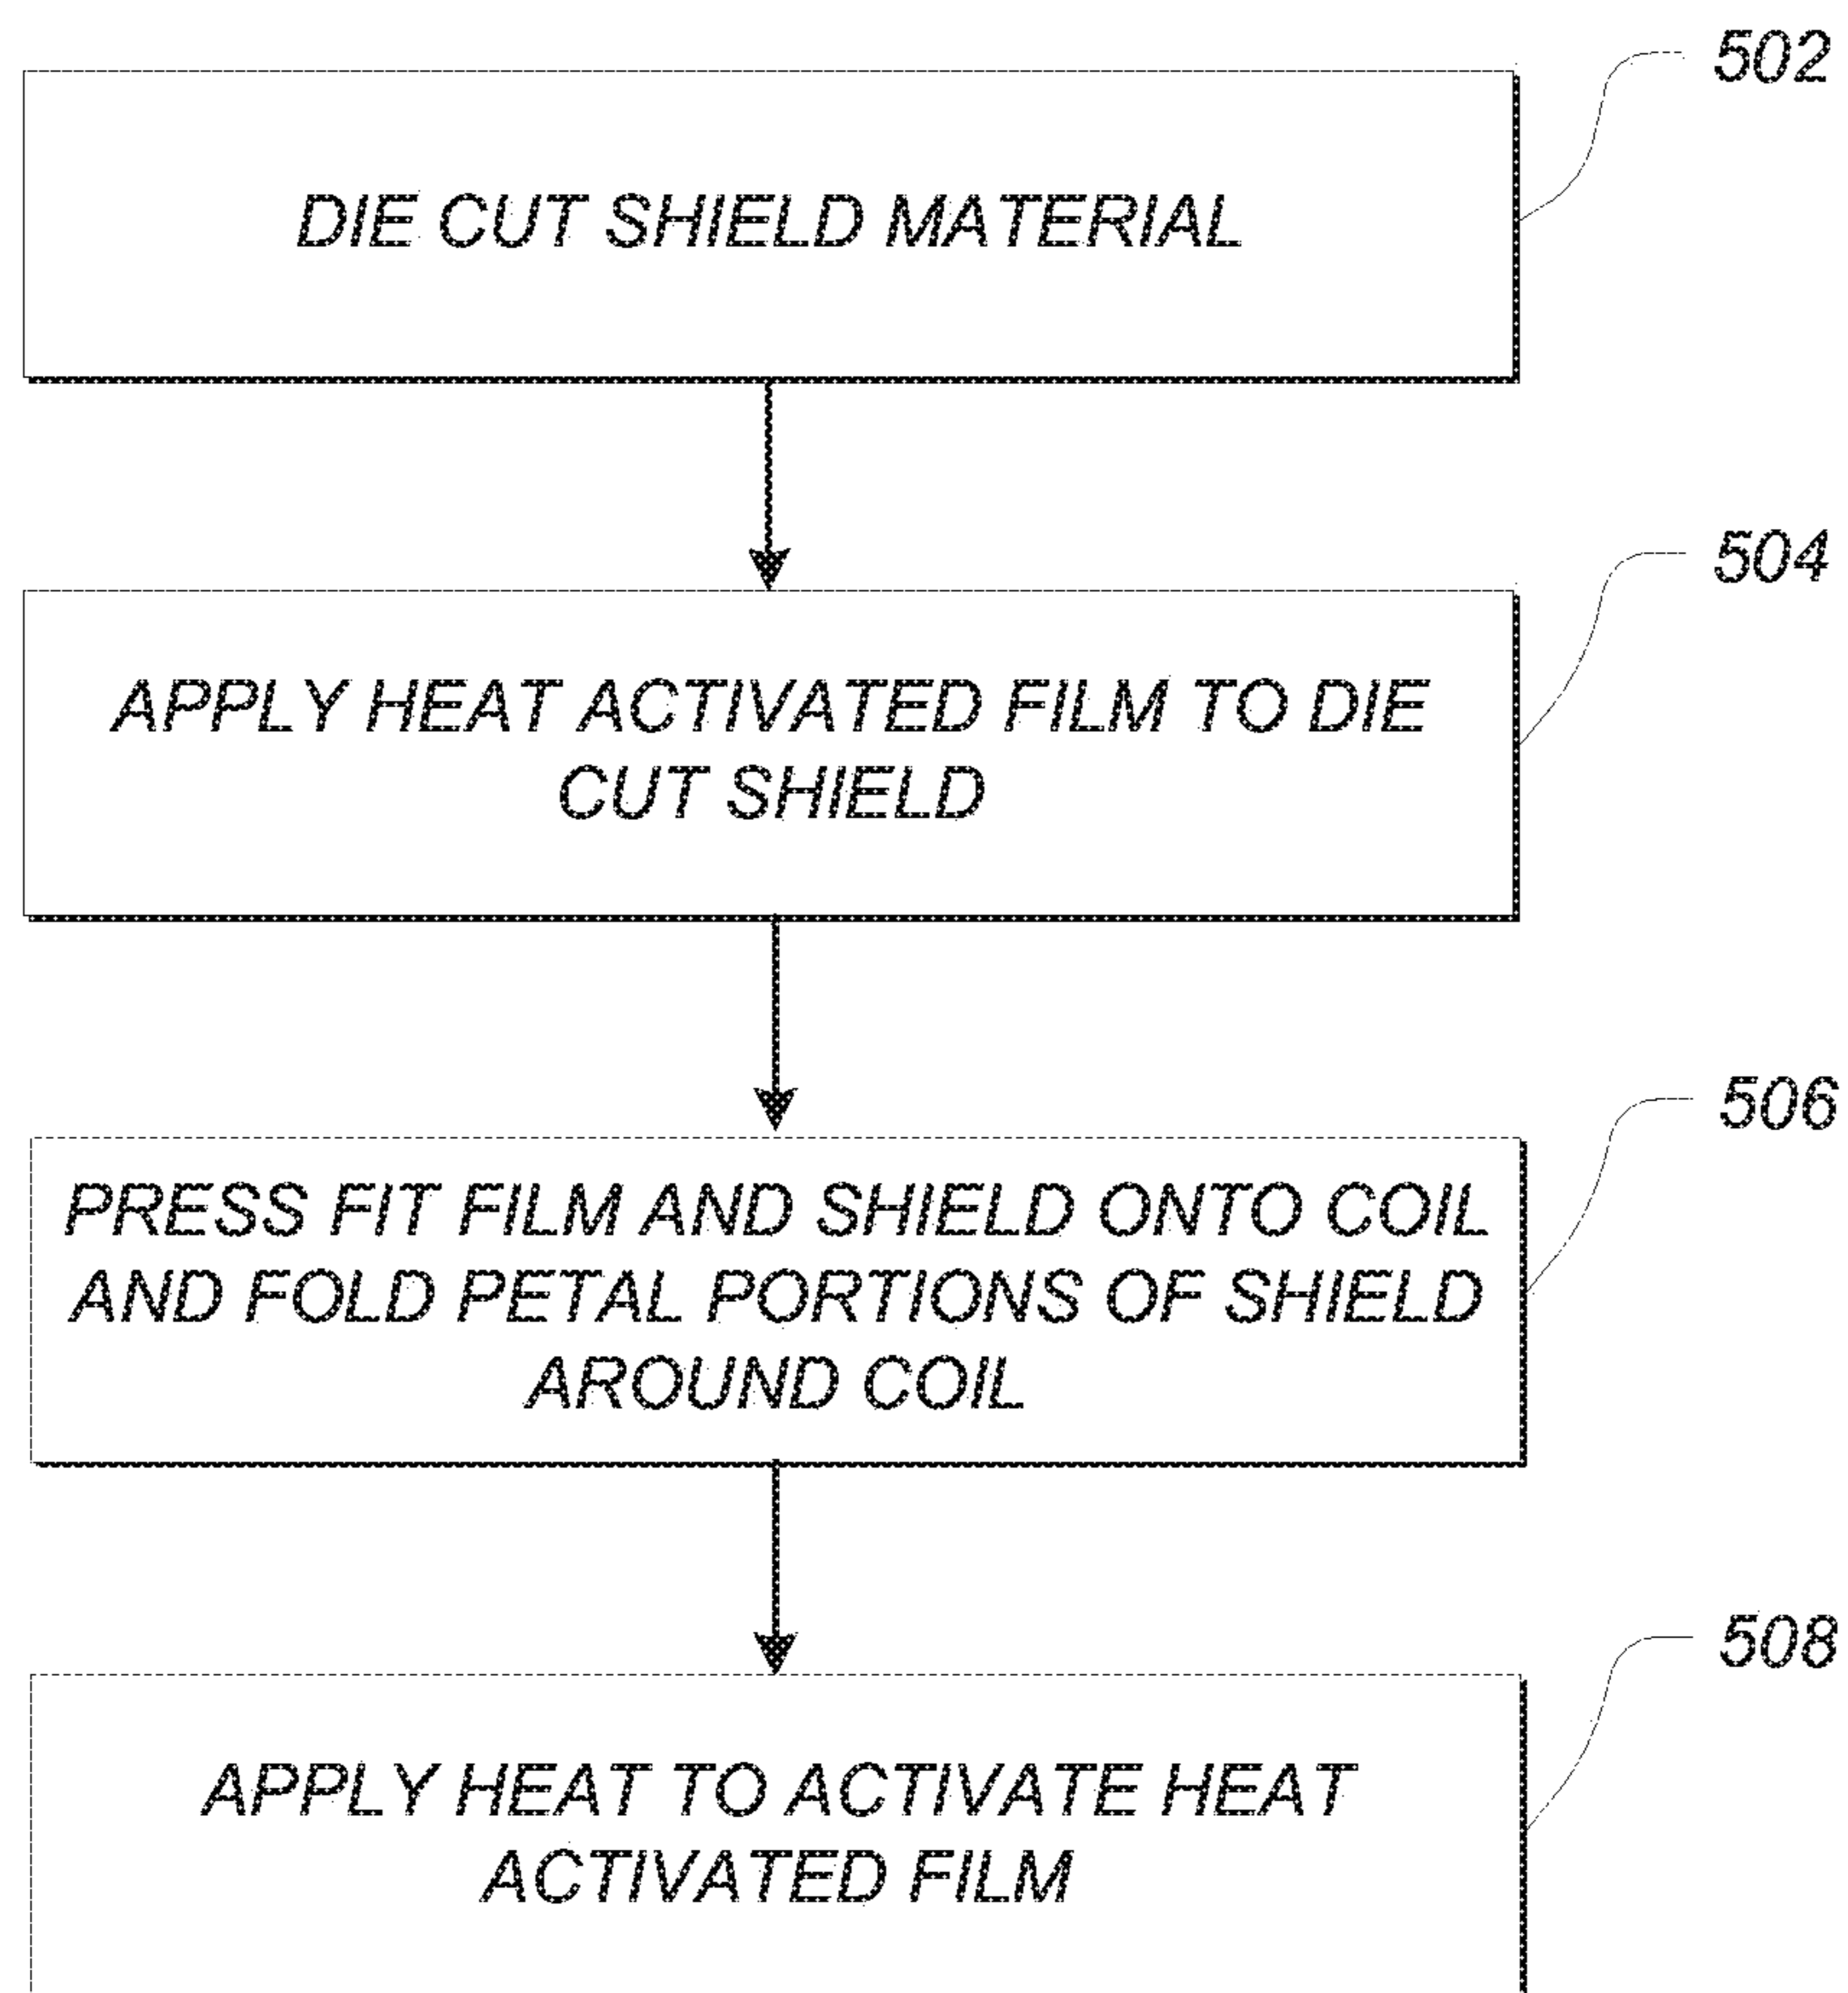 502
DIE CUT SHIELD MATERIAL
504
APPLY HEAT ACTIVATED FILM TO DIE
CUT SHIELD
506
PRESS FIT FILM AND SHIELD ONTO COIL
AND FOLD PETAL PORTIONS OF SHIELD
AROUND COIL
508
APPLY HEAT TO ACTIVATE HEAT
ACTIVATED FILM